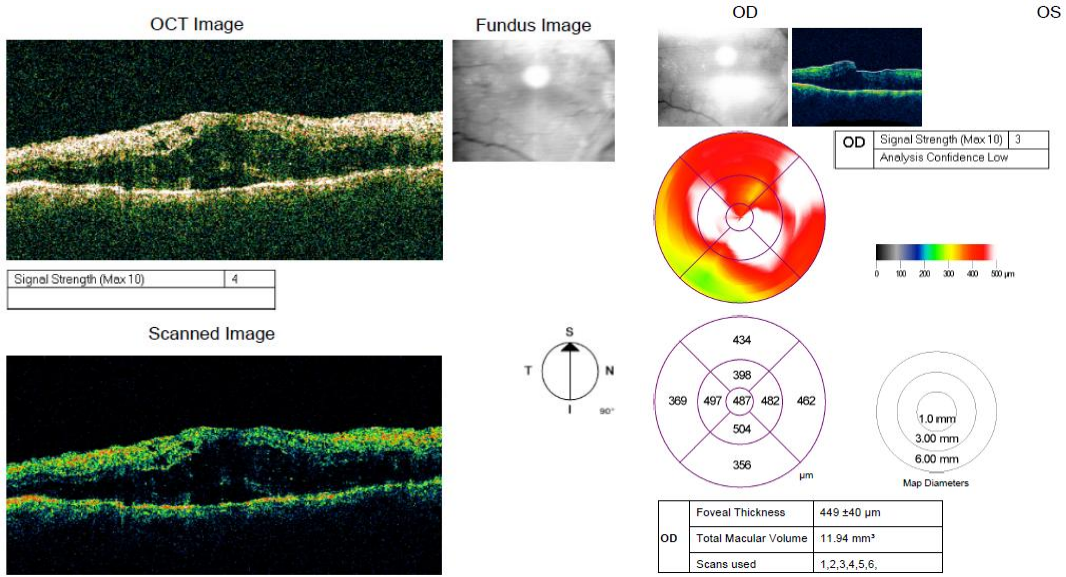 OCT Image
Fundus Image
OD
OS
OD
Signal Strength (Max 10) 3
Analysis Confidence Low
0 100 200 300 400 500 µm
Signal Strength (Max 10) 4
Scanned Image
S
T N
I
90°
434
398
369 497 487 482 462
504
356
µm
1.0 mm
3.00 mm
6.00 mm
Map Diameters
OD
Foveal Thickness 449 ±40 µm
Total Macular Volume 11.94 mm³
Scans used 1,2,3,4,5,6,